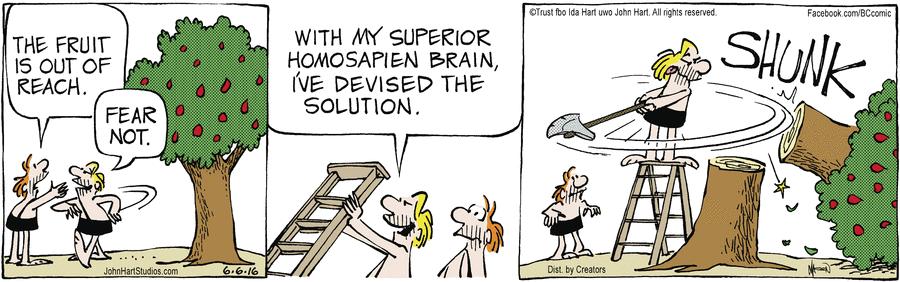 THE FRUIT
IS OUT OF
REACH.
FEAR
NOT.
JohnHartStudios.com
6.6.16
WITH MY SUPERIOR
HOMOSAPIEN BRAIN,
I'VE DEVISED THE
SOLUTION.
©Trust fbo Ida Hart uwo John Hart. All rights reserved.
Facebook.com/BCcomic
SHUNK
Dist. by Creators